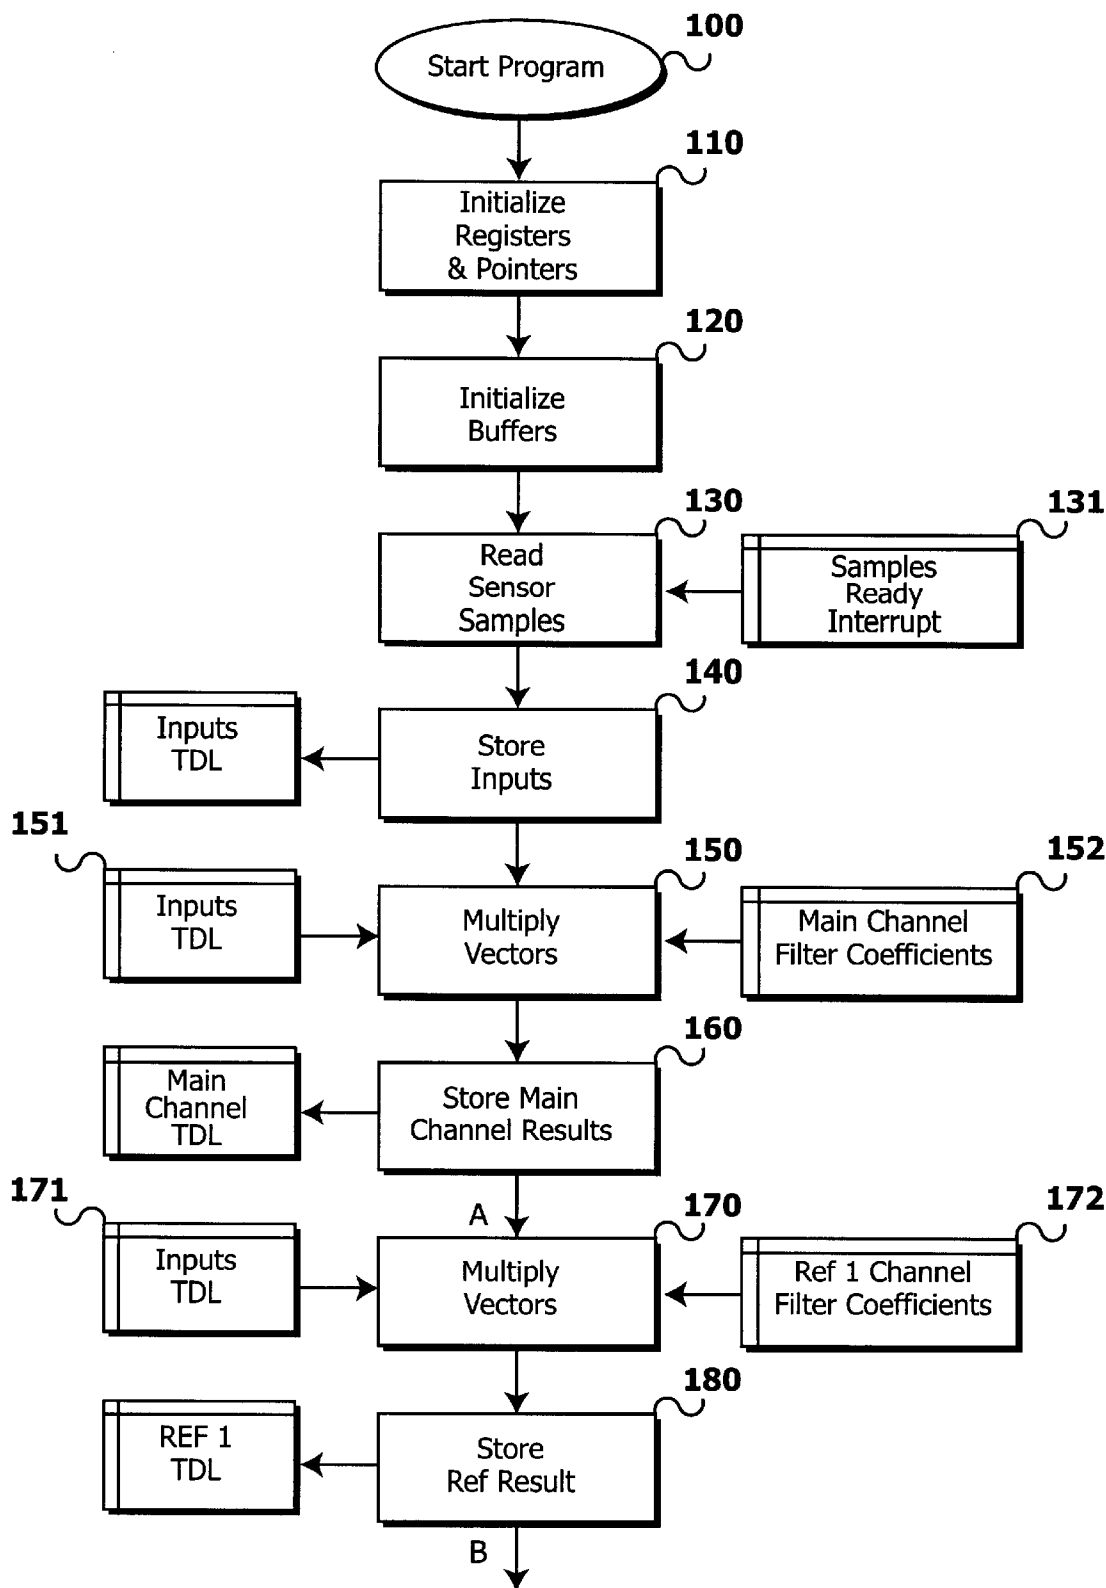 100
Start Program
110
Initialize
Registers
& Pointers
120
Initialize
Buffers
130
Read
Sensor
Samples
131
Samples
Ready
Interrupt
140
Store
Inputs
Inputs
TDL
151
Inputs
TDL
150
Multiply
Vectors
152
Main Channel
Filter Coefficients
160
Store Main
Channel Results
Main
Channel
TDL
A
171
Inputs
TDL
170
Multiply
Vectors
172
Ref 1 Channel
Filter Coefficients
180
Store
Ref Result
REF 1
TDL
B